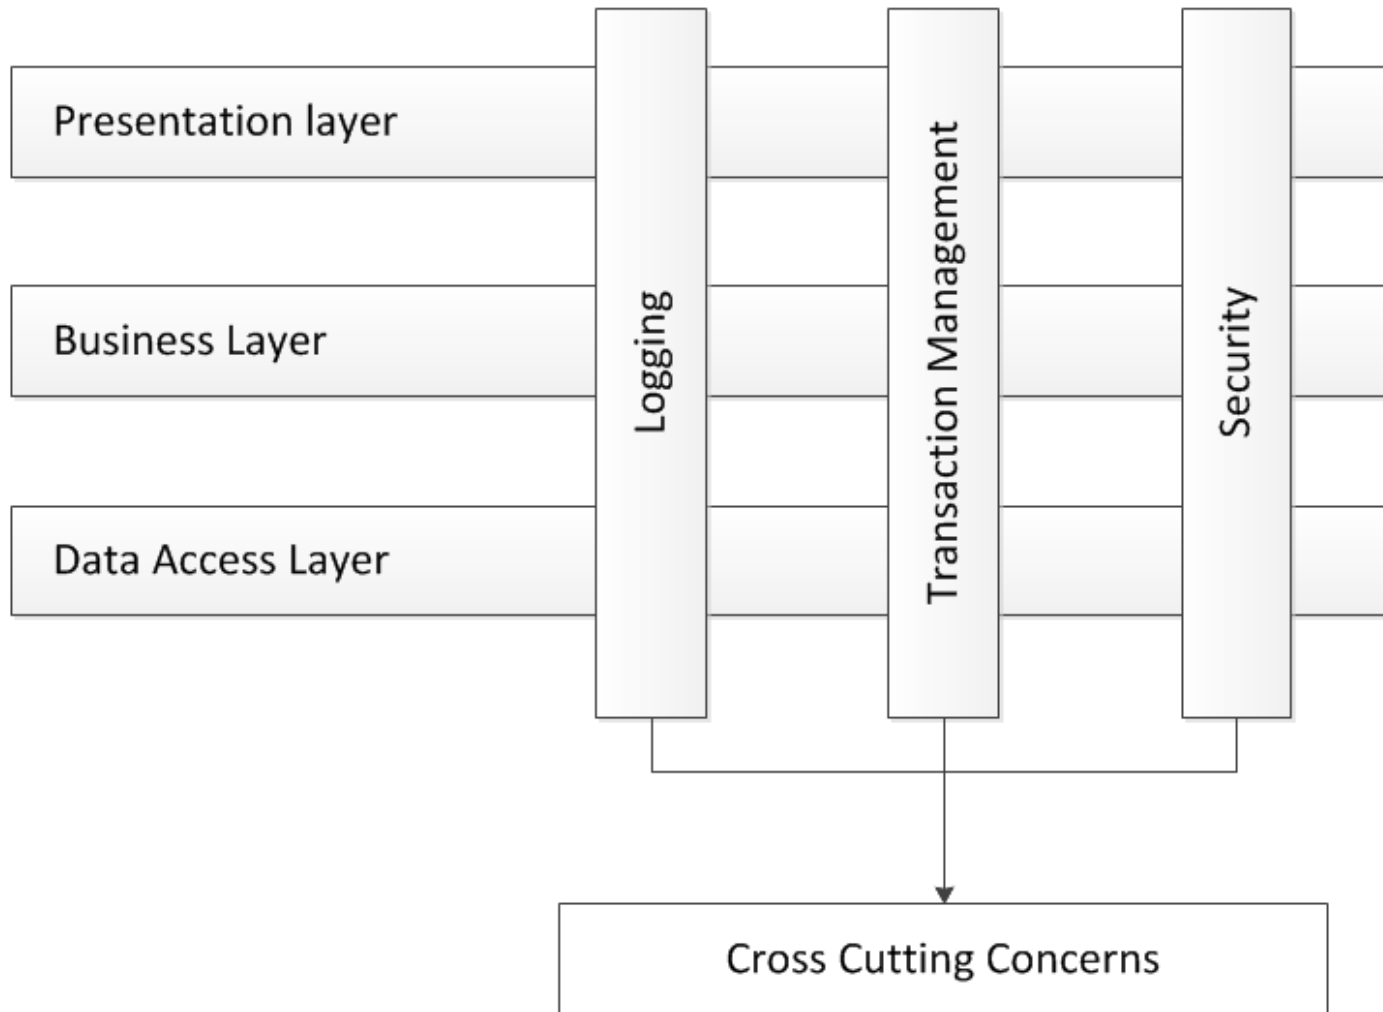 Presentation layer
Business Layer
Data Access Layer
Logging
Transaction Management
Security
Cross Cutting Concerns